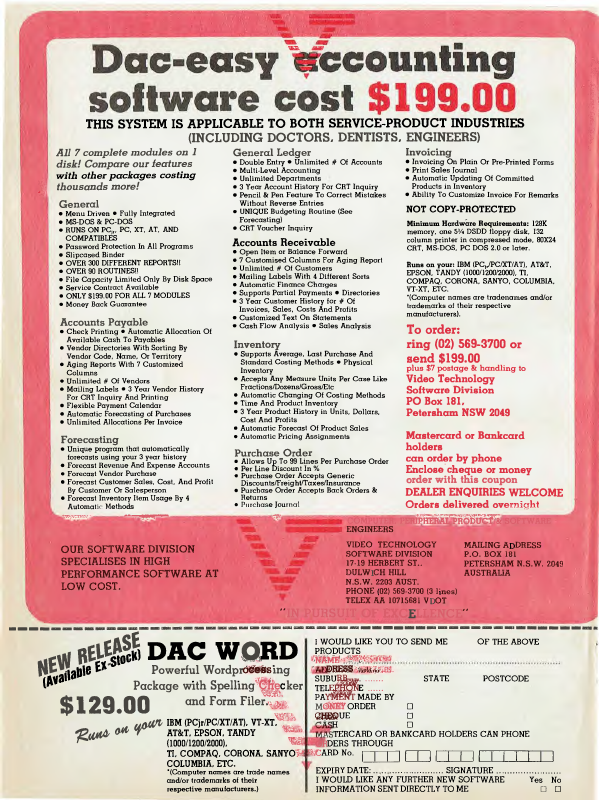 Dac-easy accounting
software cost $199.00
THIS SYSTEM IS APPLICABLE TO BOTH SERVICE-PRODUCT INDUSTRIES
(INCLUDING DOCTORS, DENTISTS, ENGINEERS)
All 7 complete modules on 1
disk! Compare our features
with other packages costing
thousands more!
General
• Menu Driven • Fully Integrated
• MS-DOS & PC-DOS
• RUNS ON PCjr, PC, XT, AT, AND
COMPATIBLES
• Password Protection In All Programs
• Slipcased Binder
• OVER 300 DIFFERENT REPORTS!!
• OVER 90 ROUTINES!!
• File Capacity Limited Only By Disk Space
• Service Contract Available
• ONLY $199.00 FOR ALL 7 MODULES
• Money Back Guarantee
Accounts Payable
• Check Printing • Automatic Allocation Of
Available Cash To Payables
• Vendor Directories With Sorting By
Vendor Code, Name, Or Territory
• Aging Reports With 7 Customized
Columns
• Unlimited # Of Vendors
• Mailing Labels • 3 Year Vendor History
For CRT Inquiry And Printing
• Flexible Payment Calendar
• Automatic Forecasting of Purchases
• Unlimited Allocations Per Invoice
Forecasting
• Unique program that automatically
forecasts using your 3 year history
• Forecast Revenue And Expense Accounts
• Forecast Vendor Purchase
• Forecast Customer Sales, Cost, And Profit
By Customer Or Salesperson
• Forecast Inventory Item Usage By 4
Automatic Methods
General Ledger
• Double Entry • Unlimited # Of Accounts
• Multi-Level Accounting
• Unlimited Departments
• 3 Year Account History For CRT Inquiry
• Pencil & Pen Feature To Correct Mistakes
Without Reverse Entries
• UNIQUE Budgeting Routine (See
Forecasting)
• CRT Voucher Inquiry
Accounts Receivable
• Open Item or Balance Forward
• 7 Customized Columns For Aging Report
• Unlimited # Of Customers
• Mailing Labels With 4 Different Sorts
• Automatic Finance Charges
• Supports Partial Payments • Directories
• 3 Year Customer History for # Of
Invoices, Sales, Costs And Profits
• Customized Text On Statements
• Cash Flow Analysis • Sales Analysis
Inventory
• Supports Average, Last Purchase And
Standard Costing Methods • Physical
Inventory
• Accepts Any Measure Units Per Case Like
Fractions/Dozens/Gross/Etc
• Automatic Changing Of Costing Methods
• Time And Product Inventory
• 3 Year Product History in Units, Dollars,
Cost And Profits
• Automatic Forecast Of Product Sales
• Automatic Pricing Assignments
Purchase Order
• Allows Up To 99 Lines Per Purchase Order
• Per Line Discount In %
• Purchase Order Accepts Generic
Discounts/Freight/Taxes/Insurance
• Purchase Order Accepts Back Orders &
Returns
• Purchase Journal
Invoicing
• Invoicing On Plain Or Pre-Printed Forms
• Print Sales Journal
• Automatic Updating Of Committed
Products in Inventory
• Ability To Customize Invoice For Remarks
NOT COPY-PROTECTED
Minimum Hardware Requirements: 128K
memory, one 5¼ DSDD floppy disk, 132
column printer in compressed mode, 80X24
CRT, MS-DOS, PC DOS 2.0 or later.
Runs on your: IBM (PCjr/PC/XT/AT), AT&T,
EPSON, TANDY (1000/1200/2000), TI,
COMPAQ, CORONA, SANYO, COLUMBIA,
VT-XT, ETC.
*(Computer names are tradenames and/or
trademarks of their respective
manufacturers).
To order:
ring (02) 569-3700 or
send $199.00
plus $7 postage & handling to
Video Technology
Software Division
PO Box 181,
Petersham NSW 2049
Mastercard or Bankcard
holders
can order by phone
Enclose cheque or money
order with this coupon
DEALER ENQUIRIES WELCOME
Orders delivered overnight
OUR SOFTWARE DIVISION
SPECIALISES IN HIGH
PERFORMANCE SOFTWARE AT
LOW COST.
PERIPHERAL PRODUCT & SOFTWARE
ENGINEERS
VIDEO TECHNOLOGY
SOFTWARE DIVISION
17-19 HERBERT ST.,
DULWICH HILL
N.S.W. 2203 AUST.
PHONE (02) 569-3700 (3 lines)
TELEX AA 10715681 VDOT
MAILING ADDRESS
P.O. BOX 181
PETERSHAM N.S.W. 2049
AUSTRALIA
"IN PURSUIT OF EXCELLENCE"
NEW RELEASE
(Available Ex-Stock)
DAC WORD
Powerful Wordprocessing
Package with Spelling Checker
and Form Filer.
$129.00
Runs on your
IBM (PCjr/PC/XT/AT), VT-XT,
AT&T, EPSON, TANDY
(1000/1200/2000),
TI, COMPAQ, CORONA, SANYO
COLUMBIA, ETC.
*(Computer names are trade names
and/or trademarks of their
respective manufacturers.)
I WOULD LIKE YOU TO SEND ME OF THE ABOVE
PRODUCTS
NAME
ADDRESS
SUBURB STATE POSTCODE
TELEPHONE
PAYMENT MADE BY
MONEY ORDER □
CHEQUE □
CASH □
MASTERCARD OR BANKCARD HOLDERS CAN PHONE
ORDERS THROUGH
CARD No.
EXPIRY DATE: SIGNATURE
I WOULD LIKE ANY FURTHER NEW SOFTWARE Yes No
INFORMATION SENT DIRECTLY TO ME □ □